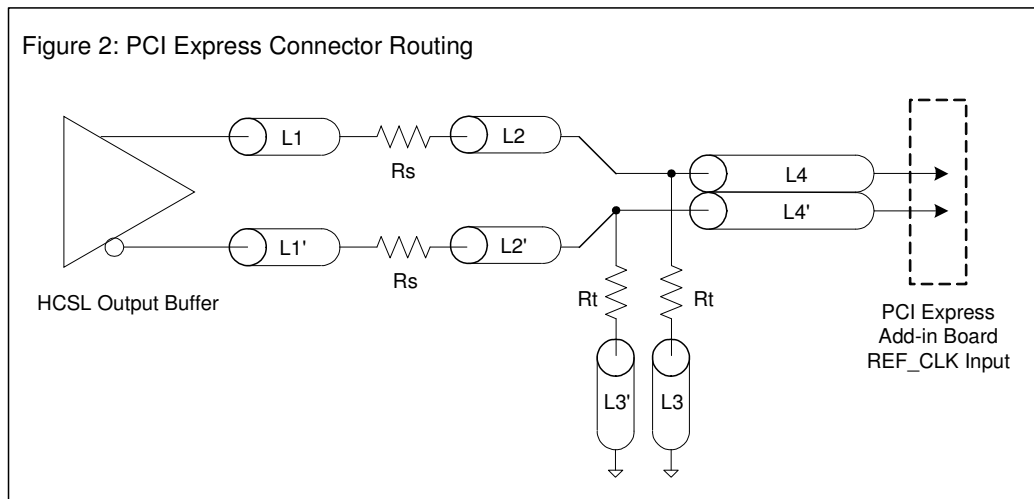 Figure 2: PCI Express Connector Routing
L1
Rs
L2
L4
L4'
L1'
Rs
L2'
HCSL Output Buffer
Rt
Rt
L3'
L3
PCI Express
Add-in Board
REF_CLK Input